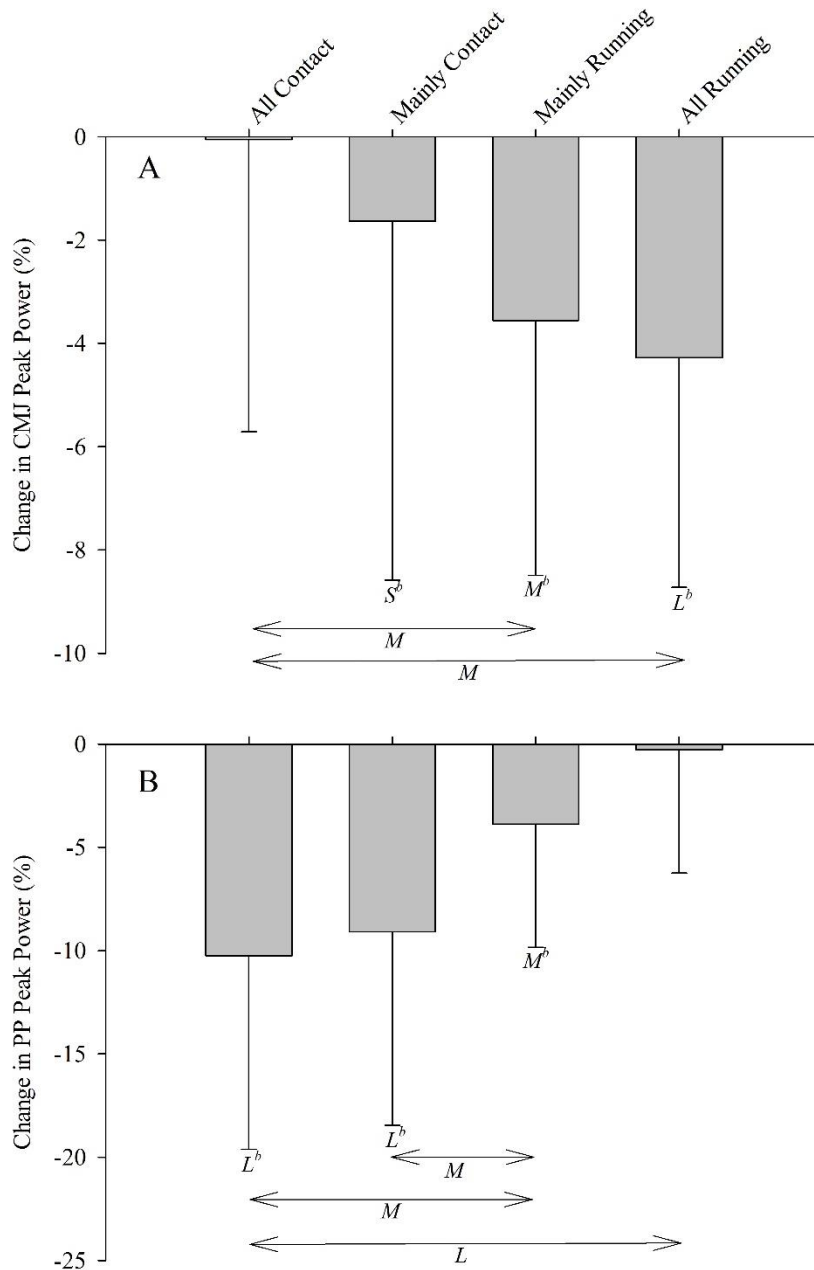 All Contact
Mainly Contact
Mainly Running
All Running
A
Change in CMJ Peak Power (%)
0
-2
-4
-6
-8
-10
S^b
M^b
L^b
M
M
B
Change in PP Peak Power (%)
0
-5
-10
-15
-20
-25
M^b
L^b
L^b
M
M
L